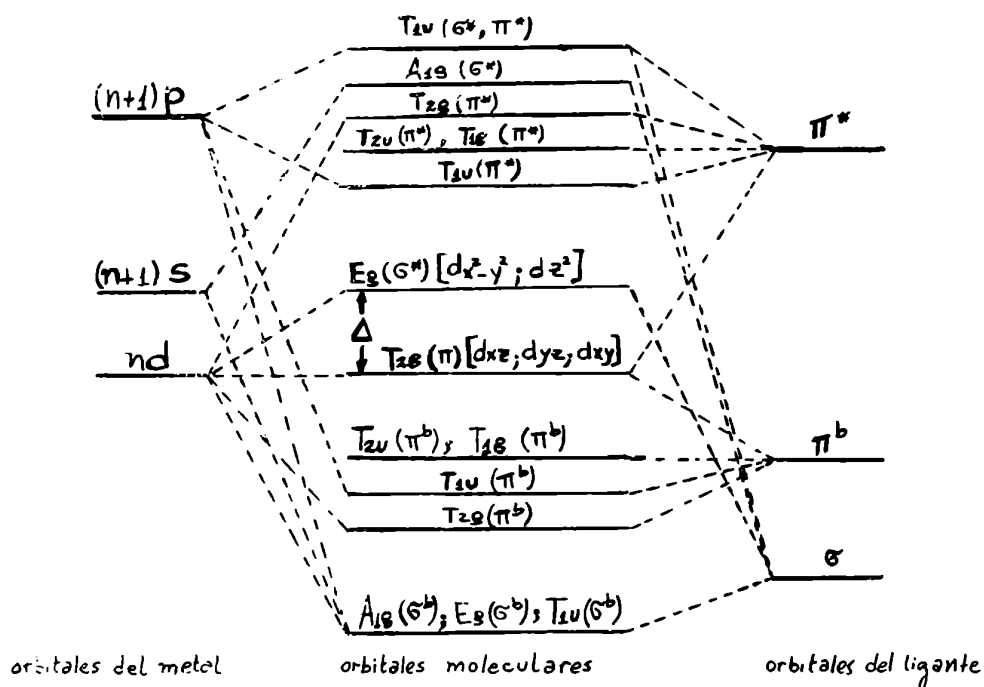 T1u (σ*, π*)
A1g (σ*)
(n+1) p
T2g (π*)
π*
T2u (π*) , T1g (π*)
T1u (π*)
(n+1) s
Eg (σ*) [dx²-y² ; dz²]
Δ
nd
T2g (π) [dxz ; dyz ; dxy]
T2u (πᵇ) ; T1g (πᵇ)
πᵇ
T1u (πᵇ)
T2g (πᵇ)
σ
A1g (σᵇ) ; Eg (σᵇ) ; T1u (σᵇ)
orbitales del metal
orbitales moleculares
orbitales del ligante